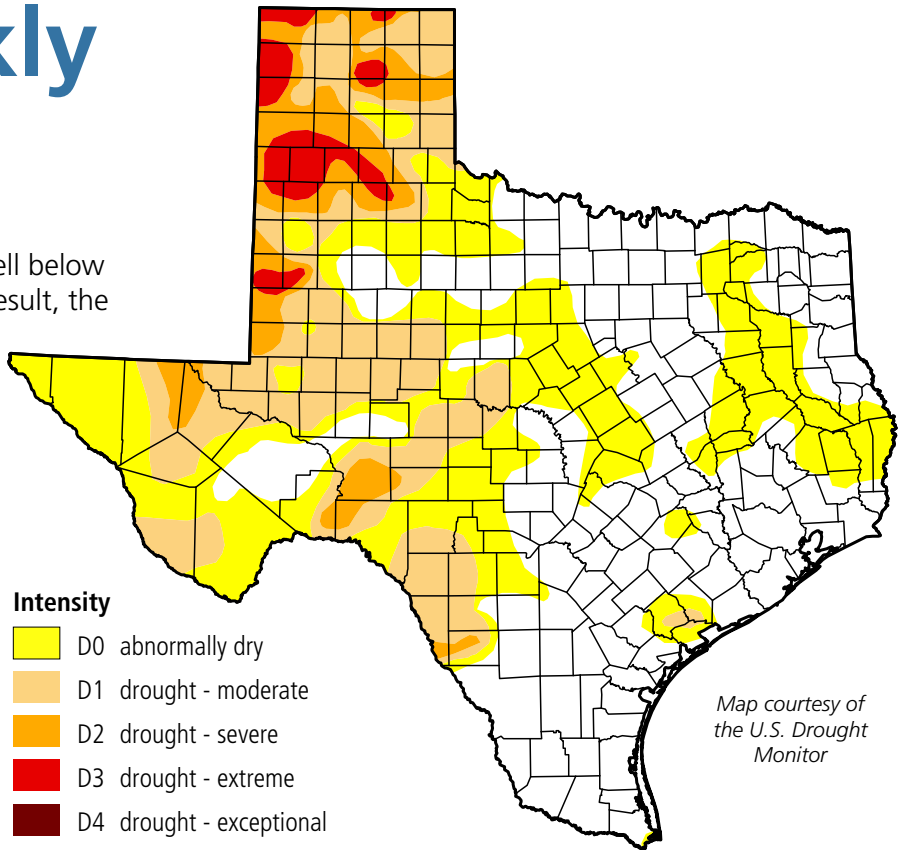 kly
ell below
esult, the
Intensity
D0 abnormally dry
D1 drought - moderate
D2 drought - severe
D3 drought - extreme
D4 drought - exceptional
Map courtesy of
the U.S. Drought
Monitor